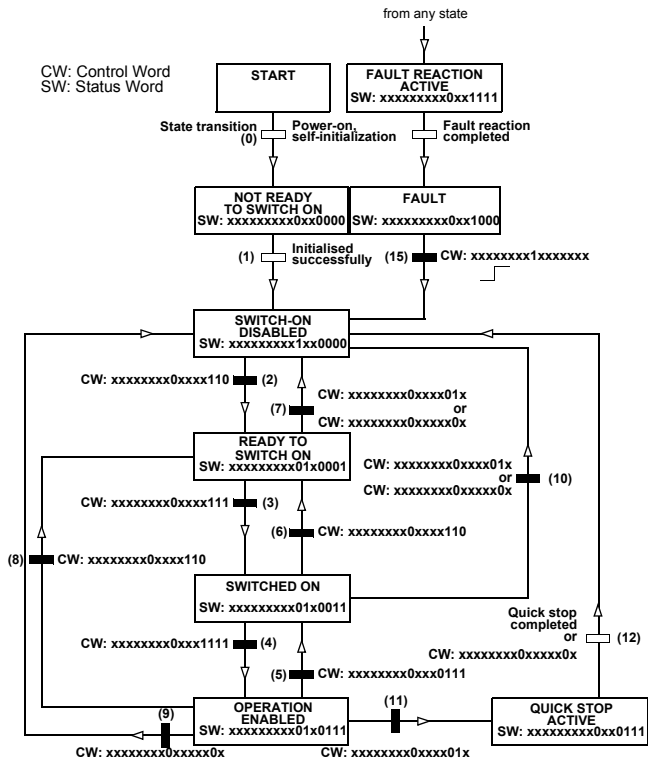 from any state
CW: Control Word
SW: Status Word
START
FAULT REACTION
ACTIVE
SW: xxxxxxxxx0xx1111
State transition
(0)
Power-on,
self-initialization
Fault reaction
completed
NOT READY
TO SWITCH ON
SW: xxxxxxxxx0xx0000
FAULT
SW: xxxxxxxxx0xx1000
(1)
Initialised
successfully
(15)
CW: xxxxxxxx1xxxxxxx
SWITCH-ON
DISABLED
SW: xxxxxxxxx1xx0000
CW: xxxxxxxx0xxxx110
(2)
(7)
CW: xxxxxxxx0xxxx01x
or
CW: xxxxxxxx0xxxxx0x
READY TO
SWITCH ON
SW: xxxxxxxxx01x0001
CW: xxxxxxxx0xxxx01x
or
CW: xxxxxxxx0xxxxx0x
(10)
CW: xxxxxxxx0xxxx111
(3)
(6)
CW: xxxxxxxx0xxxx110
(8)
CW: xxxxxxxx0xxxx110
SWITCHED ON
SW: xxxxxxxxx01x0011
Quick stop
completed
or
CW: xxxxxxxx0xxxxx0x
(12)
CW: xxxxxxxx0xxx1111
(4)
(5)
CW: xxxxxxxx0xxx0111
(9)
OPERATION
ENABLED
SW: xxxxxxxxx01x0111
(11)
QUICK STOP
ACTIVE
SW: xxxxxxxxx0xx0111
CW: xxxxxxxx0xxxxx0x
CW: xxxxxxxx0xxxx01x